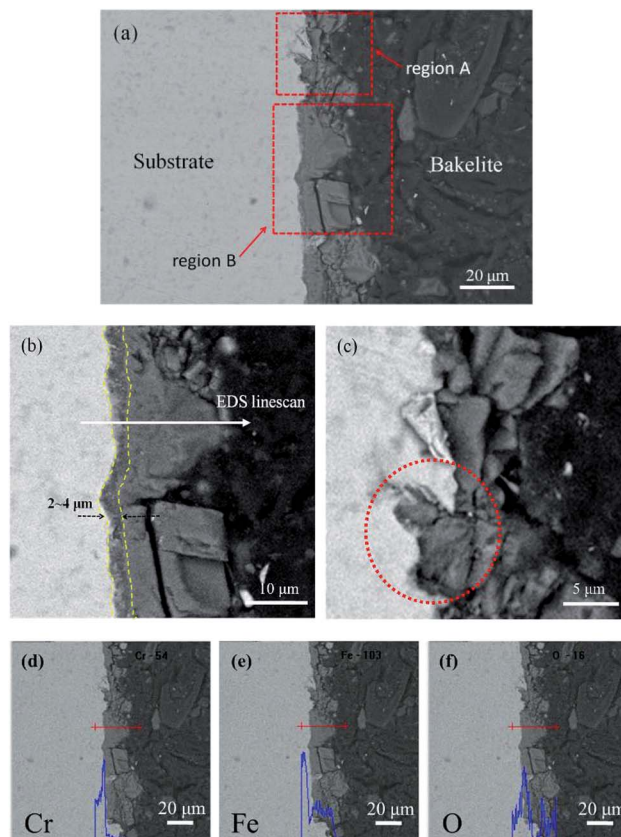 (a)
region A
Substrate
Bakelite
region B
20 μm
(b)
EDS linescan
2~4 μm
10 μm
(c)
5 μm
(d)
Cr - 54
Cr
20 μm
(e)
Fe - 103
Fe
20 μm
(f)
O - 16
O
20 μm